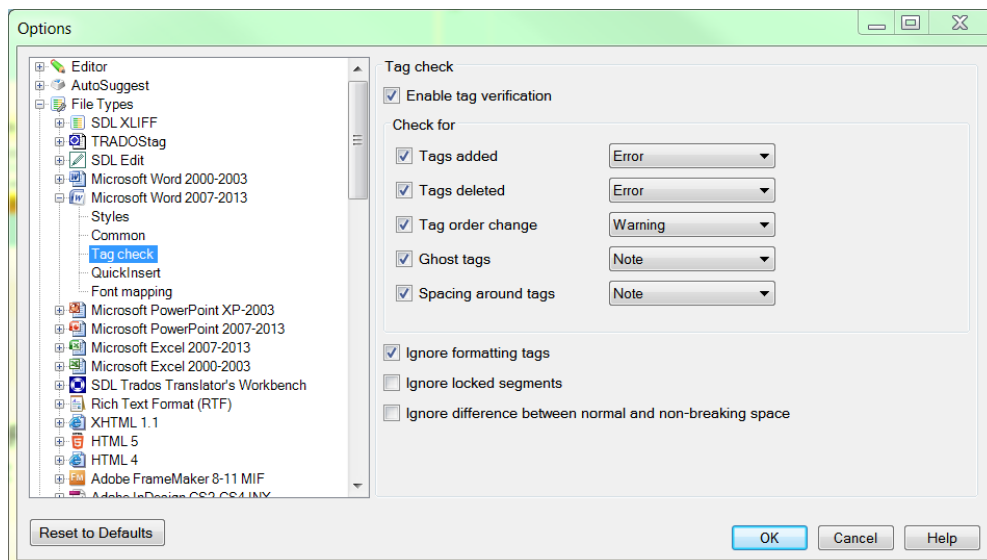 Options
Editor
AutoSuggest
File Types
SDL XLIFF
TRADOStag
SDL Edit
Microsoft Word 2000-2003
Microsoft Word 2007-2013
Styles
Common
Tag check
QuickInsert
Font mapping
Microsoft PowerPoint XP-2003
Microsoft PowerPoint 2007-2013
Microsoft Excel 2007-2013
Microsoft Excel 2000-2003
SDL Trados Translator's Workbench
Rich Text Format (RTF)
XHTML 1.1
HTML 5
HTML 4
Adobe FrameMaker 8-11 MIF
Adobe InDesign CS2-CS4 INX
Tag check
Enable tag verification
Check for
Tags added Error
Tags deleted Error
Tag order change Warning
Ghost tags Note
Spacing around tags Note
Ignore formatting tags
Ignore locked segments
Ignore difference between normal and non-breaking space
Reset to Defaults
OK Cancel Help